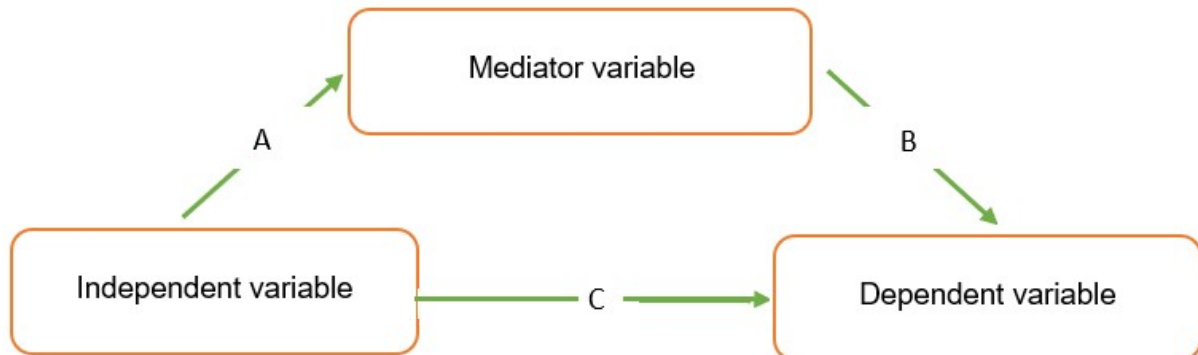 Mediator variable
A
B
Independent variable
C
Dependent variable